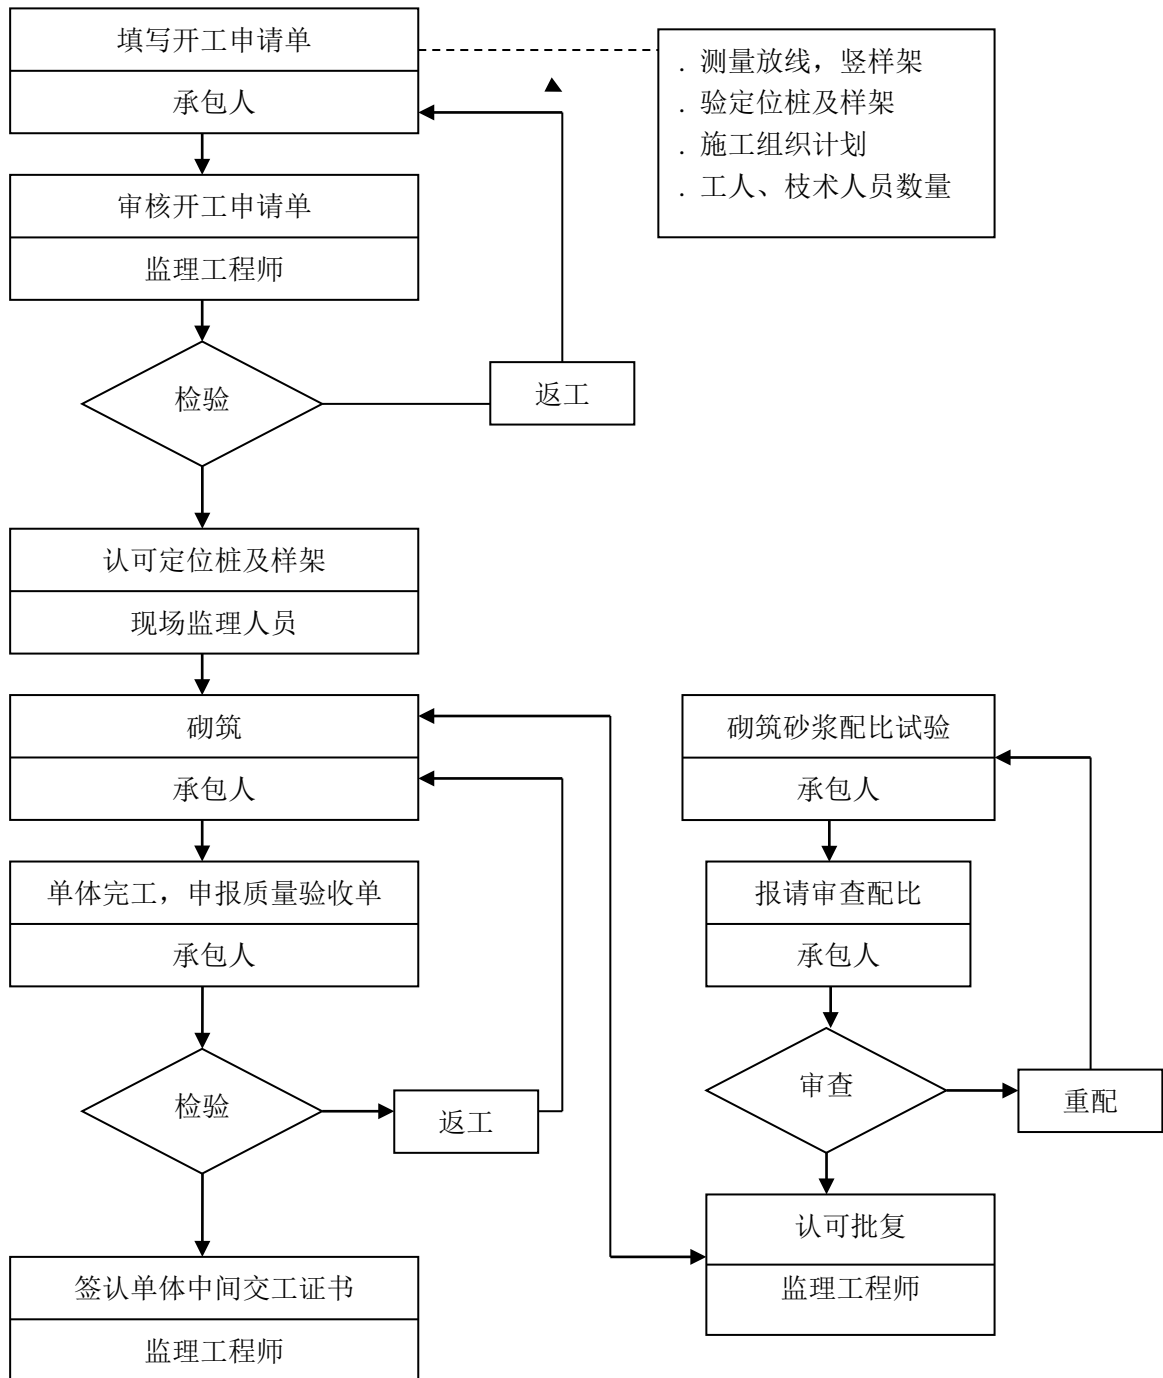 填写开工申请单
承包人
. 测量放线，竖样架
. 验定位桩及样架
. 施工组织计划
. 工人、枝术人员数量
审核开工申请单
监理工程师
检验
返工
认可定位桩及样架
现场监理人员
砌筑
承包人
单体完工，申报质量验收单
承包人
检验
返工
签认单体中间交工证书
监理工程师
砌筑砂浆配比试验
承包人
报请审查配比
承包人
审查
重配
认可批复
监理工程师